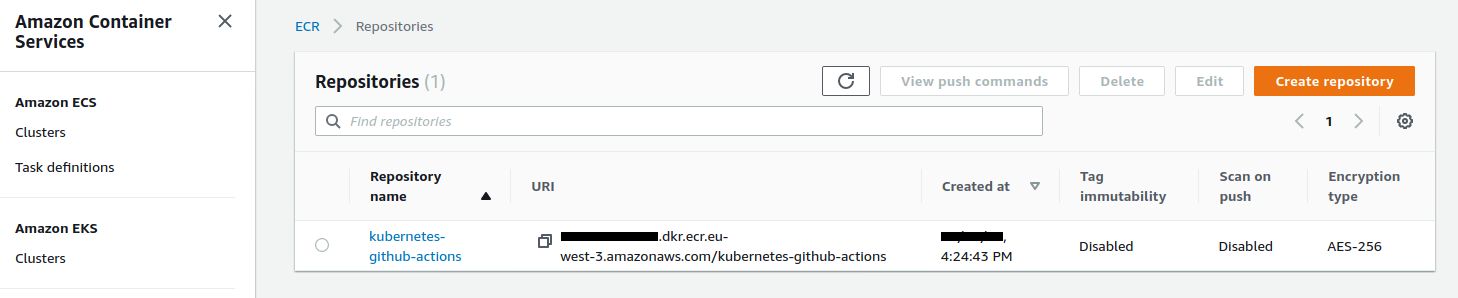 Amazon Container
Services
ECR
Repositories
Repositories (1)
View push commands
Delete
Edit
Create repository
Find repositories
1
Amazon ECS
Clusters
Task definitions
Amazon EKS
Clusters
Repository
name
URI
Created at
Tag
immutability
Scan on
push
Encryption
type
kubernetes-
github-actions
.dkr.ecr.eu-
west-3.amazonaws.com/kubernetes-github-actions
,
4:24:43 PM
Disabled
Disabled
AES-256